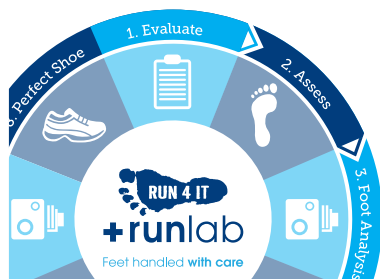 1. Evaluate
2. Assess
3. Foot Analysis
Perfect Shoe
RUN 4 IT
+runlab
Feet handled with care